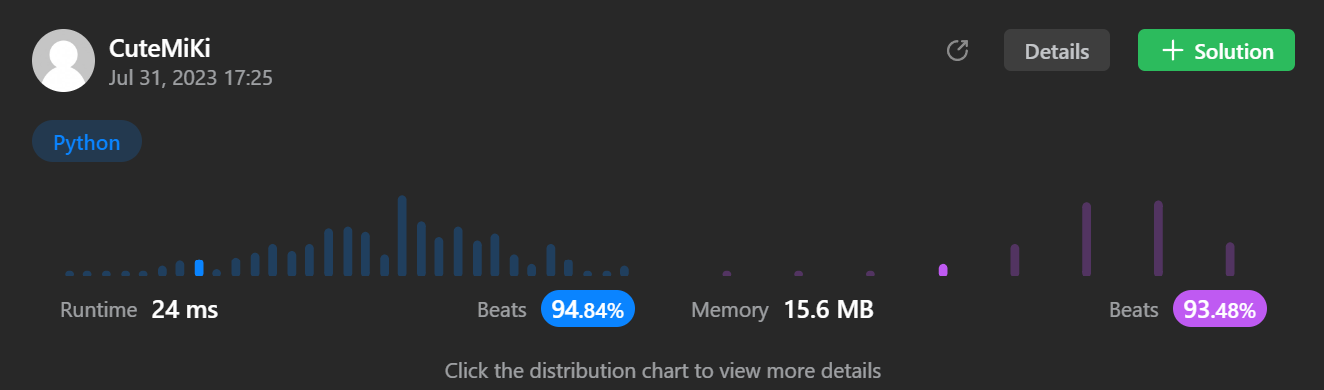 CuteMiKi
Jul 31, 2023 17:25
Details
+ Solution
Python
Runtime 24 ms Beats 94.84% Memory 15.6 MB Beats 93.48%
Click the distribution chart to view more details